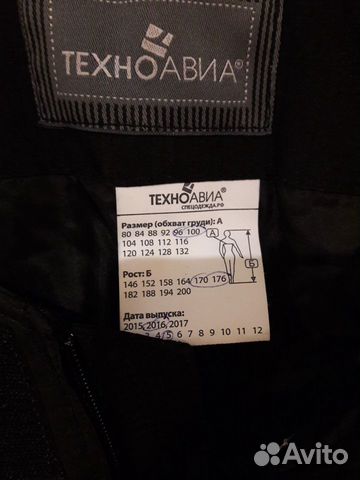 ТЕХНОАВИА®
ТЕХНОАВИА®
СПЕЦОДЕЖДА.РФ
Размер (обхват груди): А
80 84 88 92 96 100
104 108 112 116
120 124 128 132
А
Б
Рост: Б
146 152 158 164 170 176
182 188 194 200
Дата выпуска
2015 2016 2017
3 4 5 6 7 8 9 10 11 12
Avito